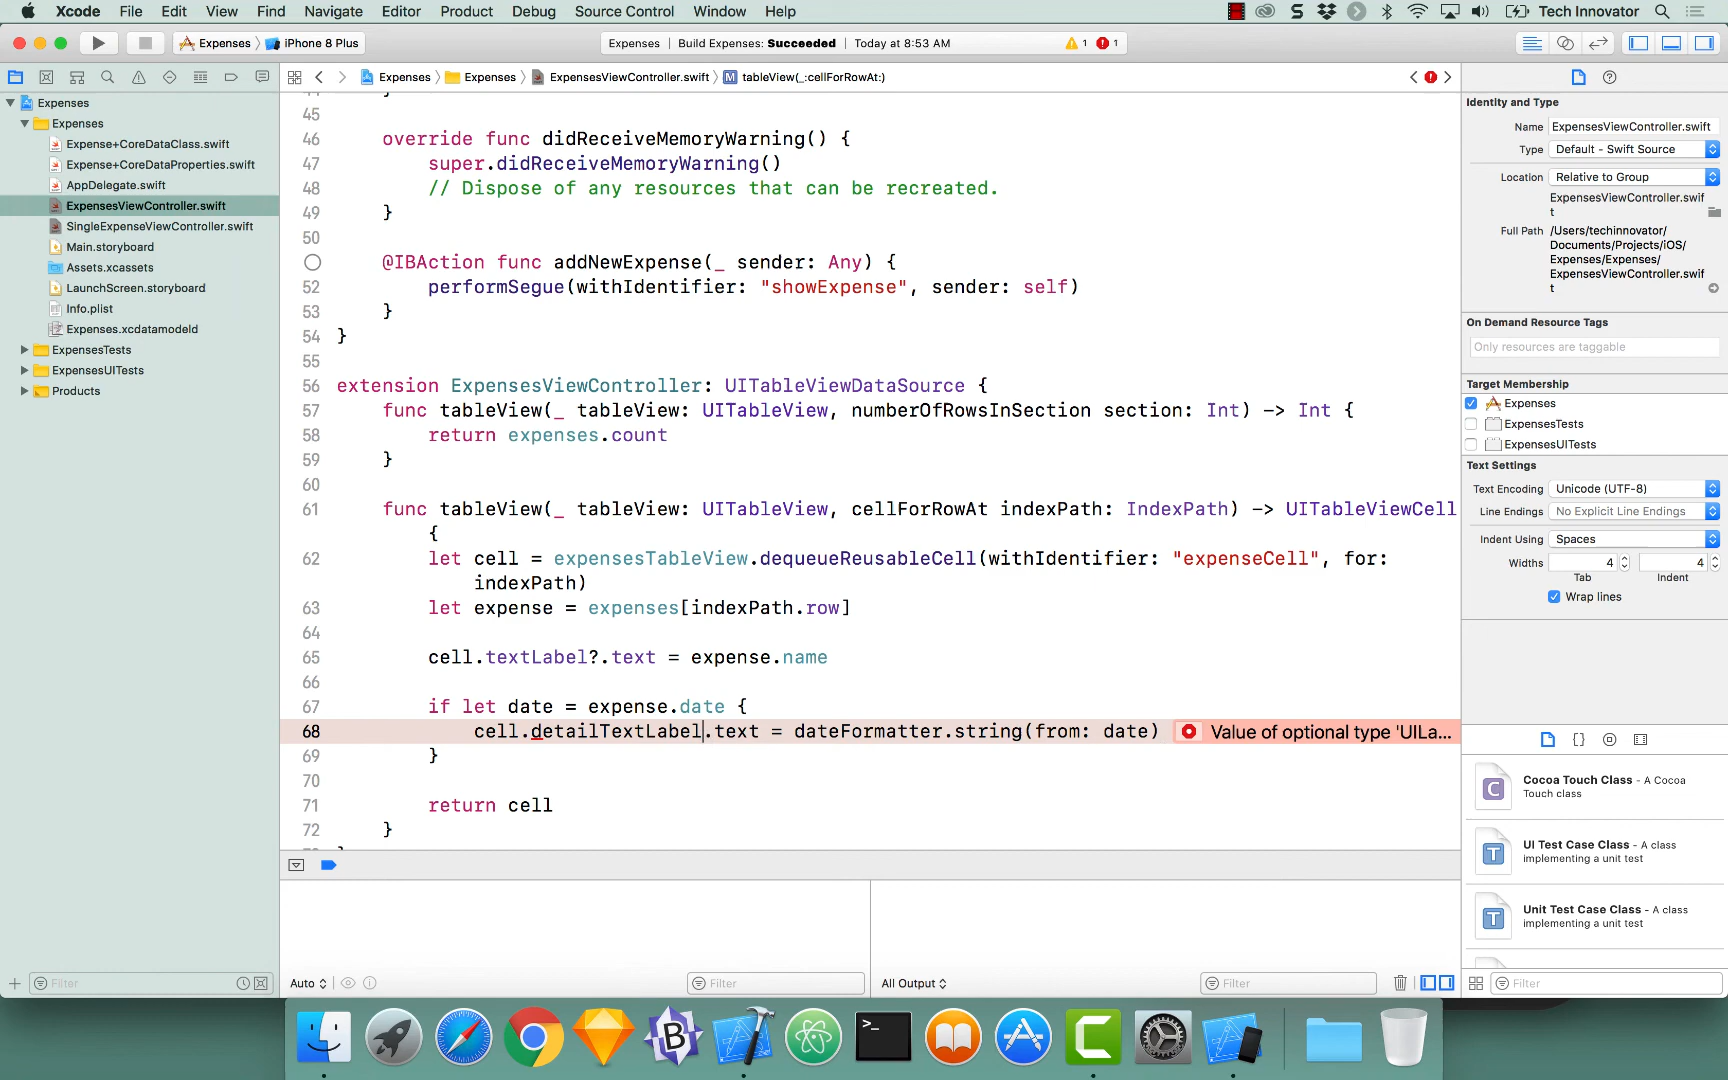 Xcode File Edit View Find Navigate Editor Product Debug Source Control Window Help Tech Innovator
Expenses iPhone 8 Plus Expenses | Build Expenses: Succeeded | Today at 8:53 AM 1 1
Expenses Expenses ExpensesViewController.swift M tableView(_:cellForRowAt:)
Expenses
Expenses
Expense+CoreDataClass.swift
Expense+CoreDataProperties.swift
AppDelegate.swift
ExpensesViewController.swift
SingleExpenseViewController.swift
Main.storyboard
Assets.xcassets
LaunchScreen.storyboard
Info.plist
Expenses.xcdatamodeld
ExpensesTests
ExpensesUITests
Products
45
46 override func didReceiveMemoryWarning() {
47 super.didReceiveMemoryWarning()
48 // Dispose of any resources that can be recreated.
49 }
50
@IBAction func addNewExpense(_ sender: Any) {
52 performSegue(withIdentifier: "showExpense", sender: self)
53 }
54 }
55
56 extension ExpensesViewController: UITableViewDataSource {
57 func tableView(_ tableView: UITableView, numberOfRowsInSection section: Int) -> Int {
58 return expenses.count
59 }
60
61 func tableView(_ tableView: UITableView, cellForRowAt indexPath: IndexPath) -> UITableViewCell
{
62 let cell = expensesTableView.dequeueReusableCell(withIdentifier: "expenseCell", for:
indexPath)
63 let expense = expenses[indexPath.row]
64
65 cell.textLabel?.text = expense.name
66
67 if let date = expense.date {
68 cell.detailTextLabel.text = dateFormatter.string(from: date) Value of optional type 'UILa...
69 }
70
71 return cell
72 }
Identity and Type
Name ExpensesViewController.swift
Type Default - Swift Source
Location Relative to Group
ExpensesViewController.swif
t
Full Path /Users/techinnovator/
Documents/Projects/iOS/
Expenses/Expenses/
ExpensesViewController.swif
t
On Demand Resource Tags
Only resources are taggable
Target Membership
Expenses
ExpensesTests
ExpensesUITests
Text Settings
Text Encoding Unicode (UTF-8)
Line Endings No Explicit Line Endings
Indent Using Spaces
Widths 4 4
Tab Indent
Wrap lines
C Cocoa Touch Class - A Cocoa
Touch class
T UI Test Case Class - A class
implementing a unit test
T Unit Test Case Class - A class
implementing a unit test
Filter Auto Filter All Output Filter Filter